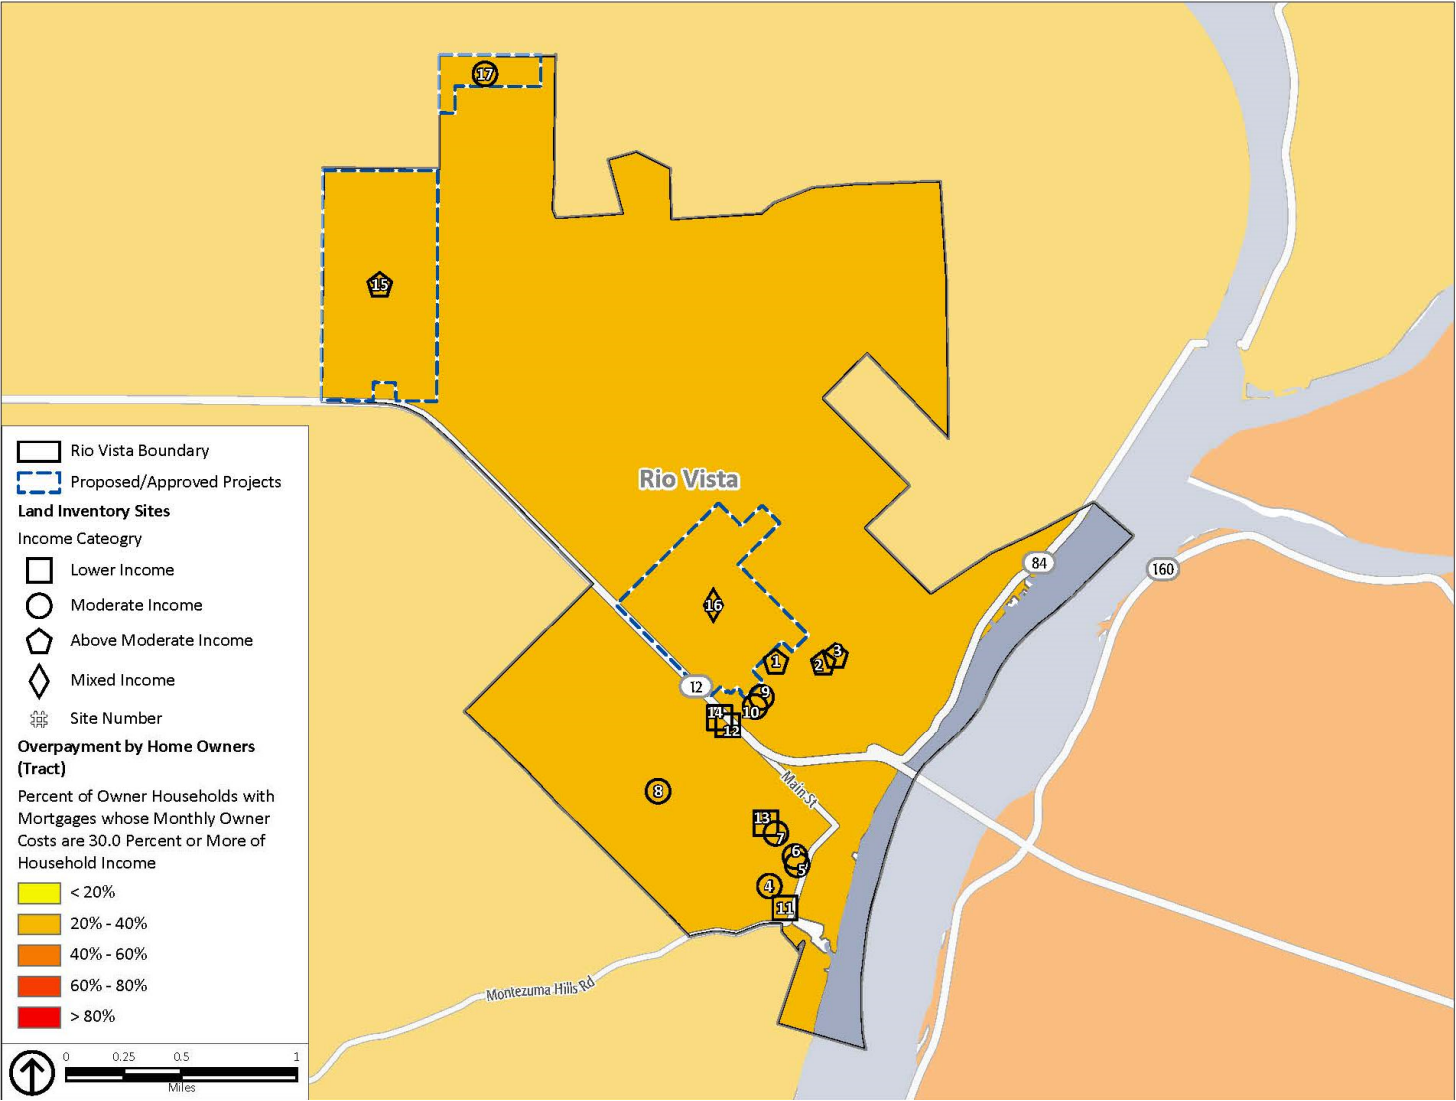 17
15
Rio Vista
84
160
16
1
2
3
12
9
10
14
12
Main St
8
13
7
6
5
4
11
Montezuma Hills Rd
Rio Vista Boundary
Proposed/Approved Projects
Land Inventory Sites
Income Cateogry
Lower Income
Moderate Income
Above Moderate Income
Mixed Income
Site Number
Overpayment by Home Owners
(Tract)
Percent of Owner Households with
Mortgages whose Monthly Owner
Costs are 30.0 Percent or More of
Household Income
< 20%
20% - 40%
40% - 60%
60% - 80%
> 80%
0 0.25 0.5 1
Miles